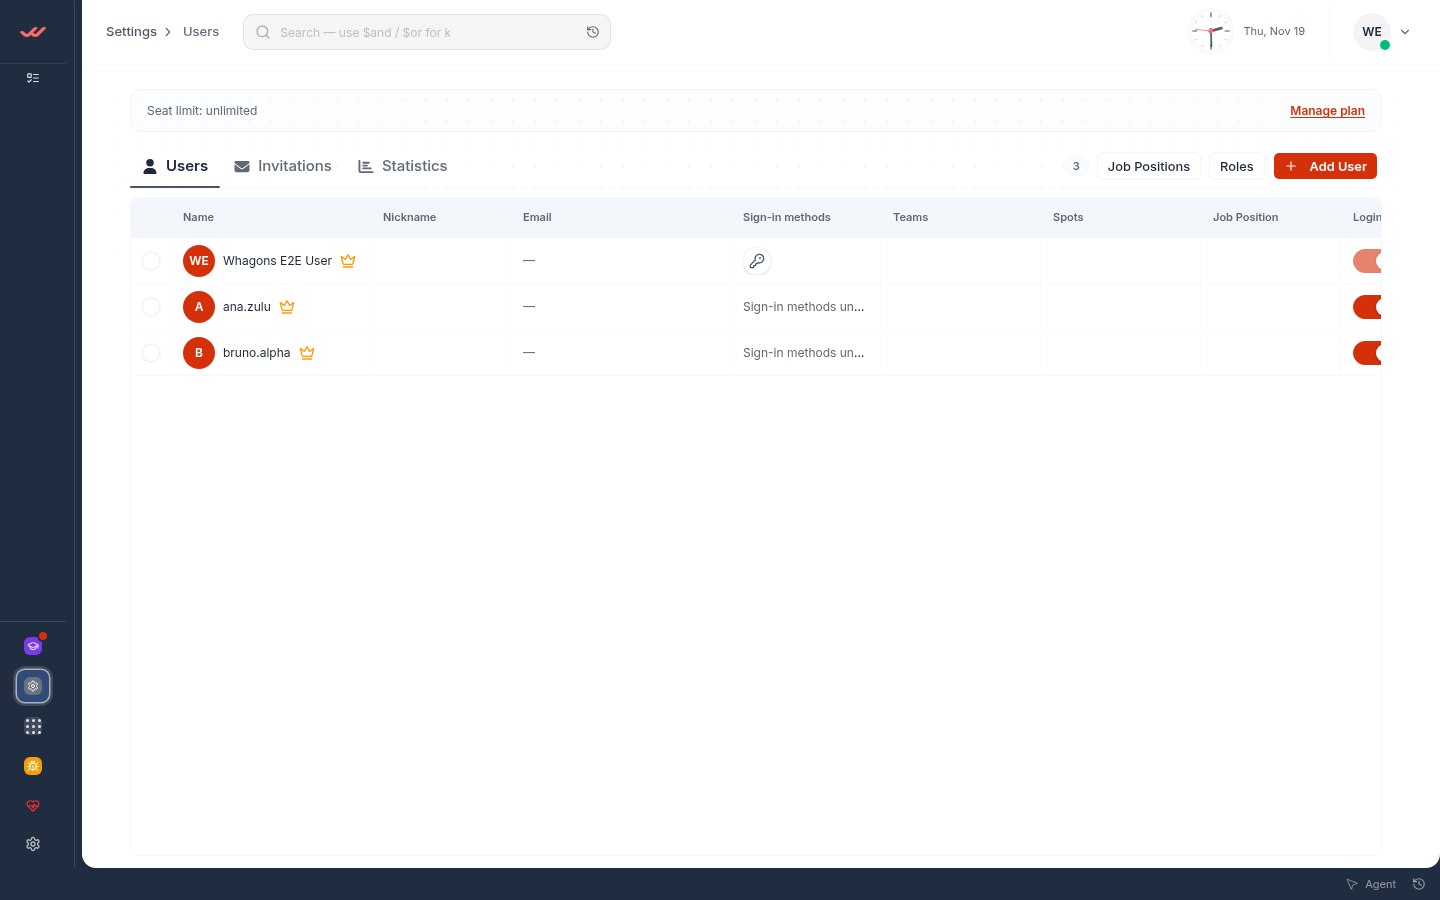 Settings > Users
Search — use $and / $or for k
Thu, Nov 19
WE
Seat limit: unlimited
Manage plan
Users
Invitations
Statistics
3
Job Positions
Roles
+ Add User
Name
Nickname
Email
Sign-in methods
Teams
Spots
Job Position
Login
WE
Whagons E2E User
—
A
ana.zulu
—
Sign-in methods un...
B
bruno.alpha
—
Sign-in methods un...
Agent